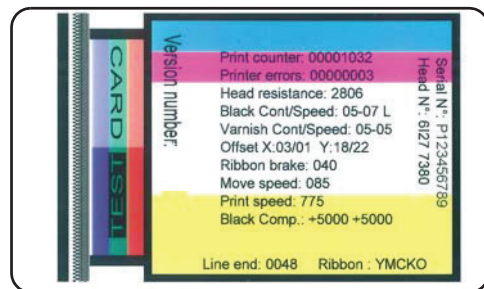 CARD
TEST
Version number.
Print counter: 00001032
Printer errors: 00000003
Head resistance: 2806
Black Cont/Speed: 05-07 L
Varnish Cont/Speed: 05-05
Offset X:03/01 Y:18/22
Ribbon brake: 040
Move speed: 085
Print speed: 775
Black Comp.: +5000 +5000
Line end: 0048 Ribbon : YMCKO
Serial N°: P123456789
Head N°: 6I27 7380